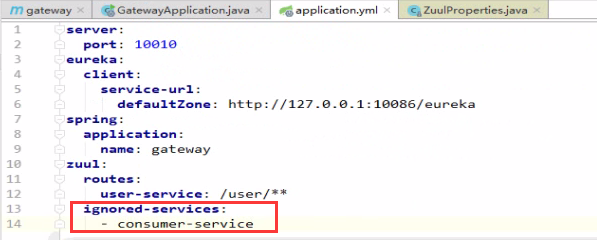 gateway × GatewayApplication.java × application.yml × ZuulProperties.java ×
1 server:
2   port: 10010
3 eureka:
4   client:
5     service-url:
6       defaultZone: http://127.0.0.1:10086/eureka
7 spring:
8   application:
9     name: gateway
10 zuul:
11   routes:
12     user-service: /user/**
13   ignored-services:
14     - consumer-service